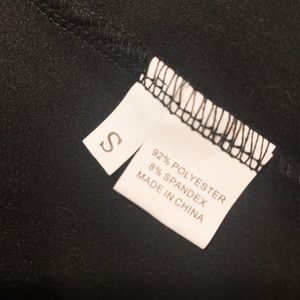 S
92% POLYESTER
8% SPANDEX
MADE IN CHINA